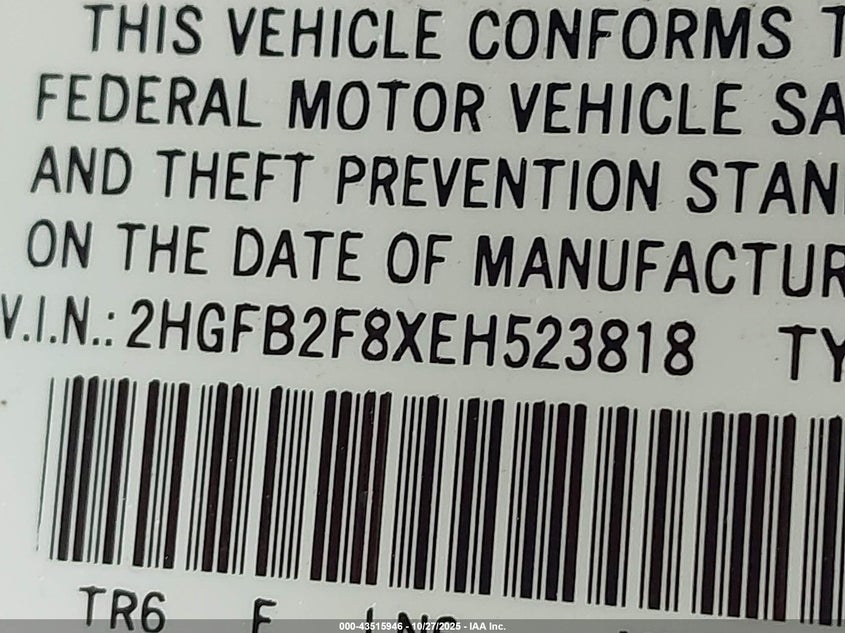 THIS VEHICLE CONFORMS T
FEDERAL MOTOR VEHICLE SA
AND THEFT PREVENTION STAN
ON THE DATE OF MANUFACTUR
V.I.N.: 2HGFB2F8XEH523818 TY
TR6 F
000-43515946 - 10/27/2025 - IAA Inc.